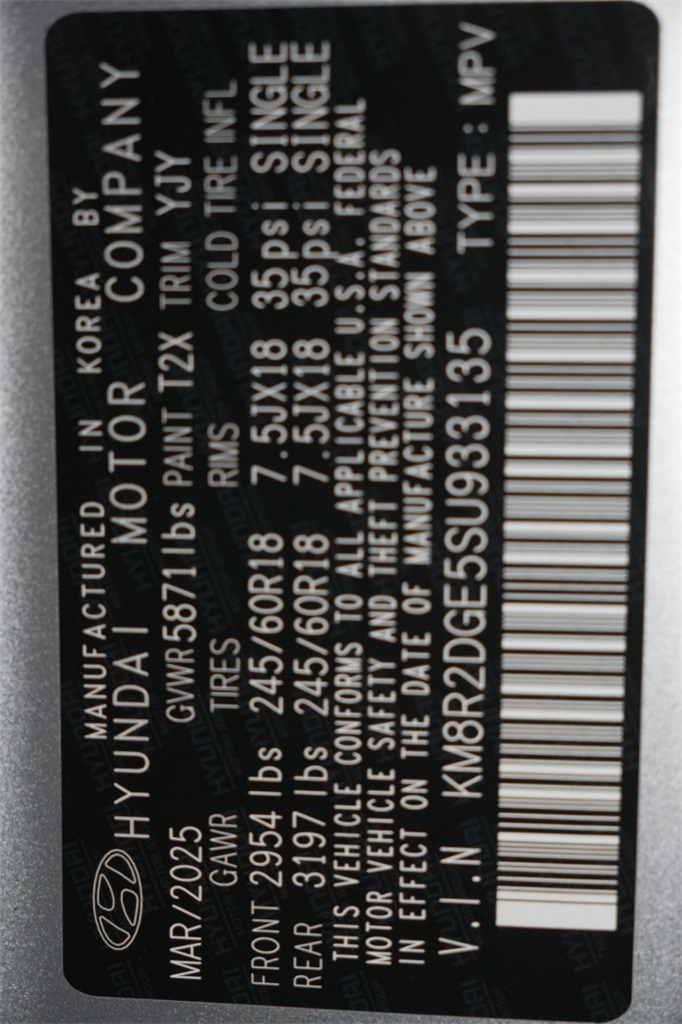 MANUFACTURED IN KOREA BY
HYUNDAI MOTOR COMPANY
MAR/2025 GVWR 5871lbs PAINT T2X TRIM YJY
GAWR TIRES RIMS COLD TIRE INFL
FRONT 2954 lbs 245/60R18 7.5JX18 35psi SINGLE
REAR 3197 lbs 245/60R18 7.5JX18 35psi SINGLE
THIS VEHICLE CONFORMS TO ALL APPLICABLE U.S.A. FEDERAL
MOTOR VEHICLE SAFETY AND THEFT PREVENTION STANDARDS
IN EFFECT ON THE DATE OF MANUFACTURE SHOWN ABOVE
V.I.N KM8R2DGE5SU933135 TYPE : MPV